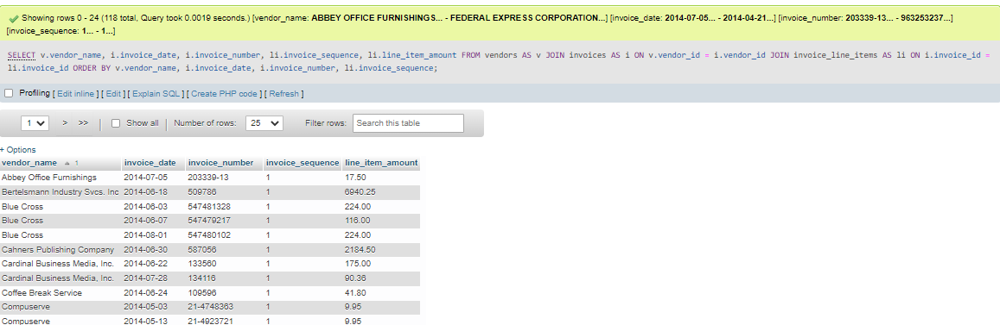 Showing rows 0 - 24 (118 total, Query took 0.0019 seconds.) [vendor_name: ABBEY OFFICE FURNISHINGS... - FEDERAL EXPRESS CORPORATION...] [invoice_date: 2014-07-05... - 2014-04-21...] [invoice_number: 203339-13... - 963253237...]
[invoice_sequence: 1... - 1...]
SELECT v.vendor_name, i.invoice_date, i.invoice_number, li.invoice_sequence, li.line_item_amount FROM vendors AS v JOIN invoices AS i ON v.vendor_id = i.vendor_id JOIN invoice_line_items AS li ON i.invoice_id =
li.invoice_id ORDER BY v.vendor_name, i.invoice_date, i.invoice_number, li.invoice_sequence;
Profiling [ Edit inline ] [ Edit ] [ Explain SQL ] [ Create PHP code ] [ Refresh ]
1 > >> Show all Number of rows: 25 Filter rows: Search this table
+ Options
vendor_name 1 invoice_date invoice_number invoice_sequence line_item_amount
Abbey Office Furnishings 2014-07-05 203339-13 1 17.50
Bertelsmann Industry Svcs. Inc 2014-06-18 509786 1 6940.25
Blue Cross 2014-06-03 547481328 1 224.00
Blue Cross 2014-06-07 547479217 1 116.00
Blue Cross 2014-08-01 547480102 1 224.00
Cahners Publishing Company 2014-06-30 587056 1 2184.50
Cardinal Business Media, Inc. 2014-06-22 133560 1 175.00
Cardinal Business Media, Inc. 2014-07-28 134116 1 90.36
Coffee Break Service 2014-06-24 109596 1 41.80
Compuserve 2014-05-03 21-4748363 1 9.95
Compuserve 2014-05-13 21-4923721 1 9.95